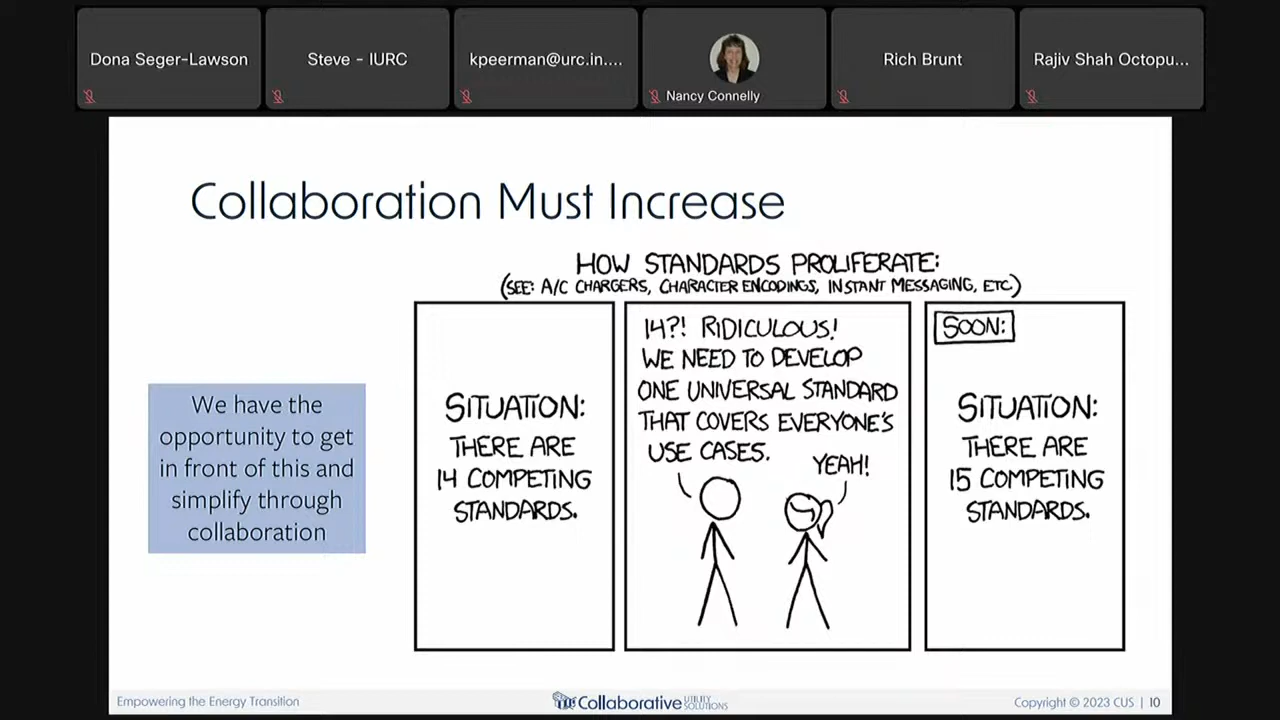 Dona Seger-Lawson
Steve - IURC
kpeerman@urc.in....
Nancy Connelly
Rich Brunt
Rajiv Shah Octopu...
Collaboration Must Increase
HOW STANDARDS PROLIFERATE:
(SEE: A/C CHARGERS, CHARACTER ENCODINGS, INSTANT MESSAGING, ETC.)
We have the
opportunity to get
in front of this and
simplify through
collaboration
SITUATION:
THERE ARE
14 COMPETING
STANDARDS.
14?! RIDICULOUS!
WE NEED TO DEVELOP
ONE UNIVERSAL STANDARD
THAT COVERS EVERYONE'S
USE CASES.
YEAH!
SOON:
SITUATION:
THERE ARE
15 COMPETING
STANDARDS.
Empowering the Energy Transition
Collaborative UTILITY
SOLUTIONS
Copyright © 2023 CUS | 10